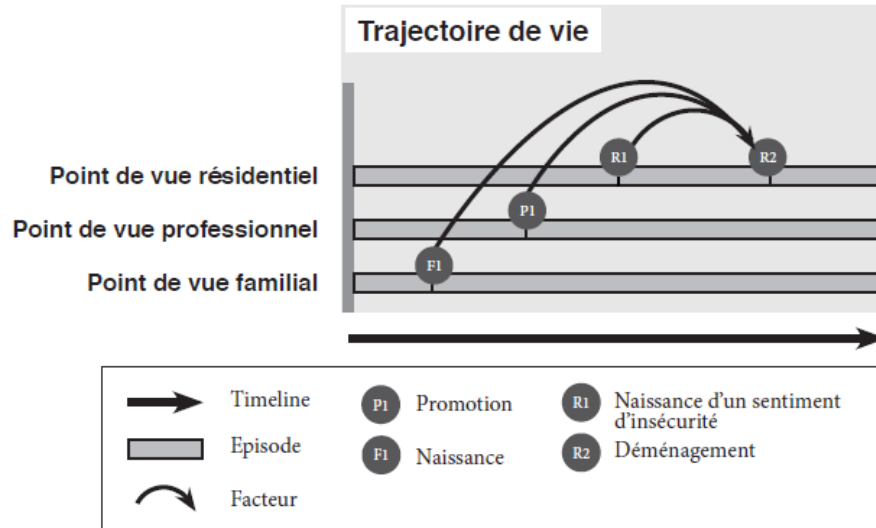 Trajectoire de vie
R1
R2
Point de vue résidentiel
P1
Point de vue professionnel
F1
Point de vue familial
Timeline
P1
Promotion
R1
Naissance d'un sentiment
d'insécurité
Episode
F1
Naissance
R2
Déménagement
Facteur